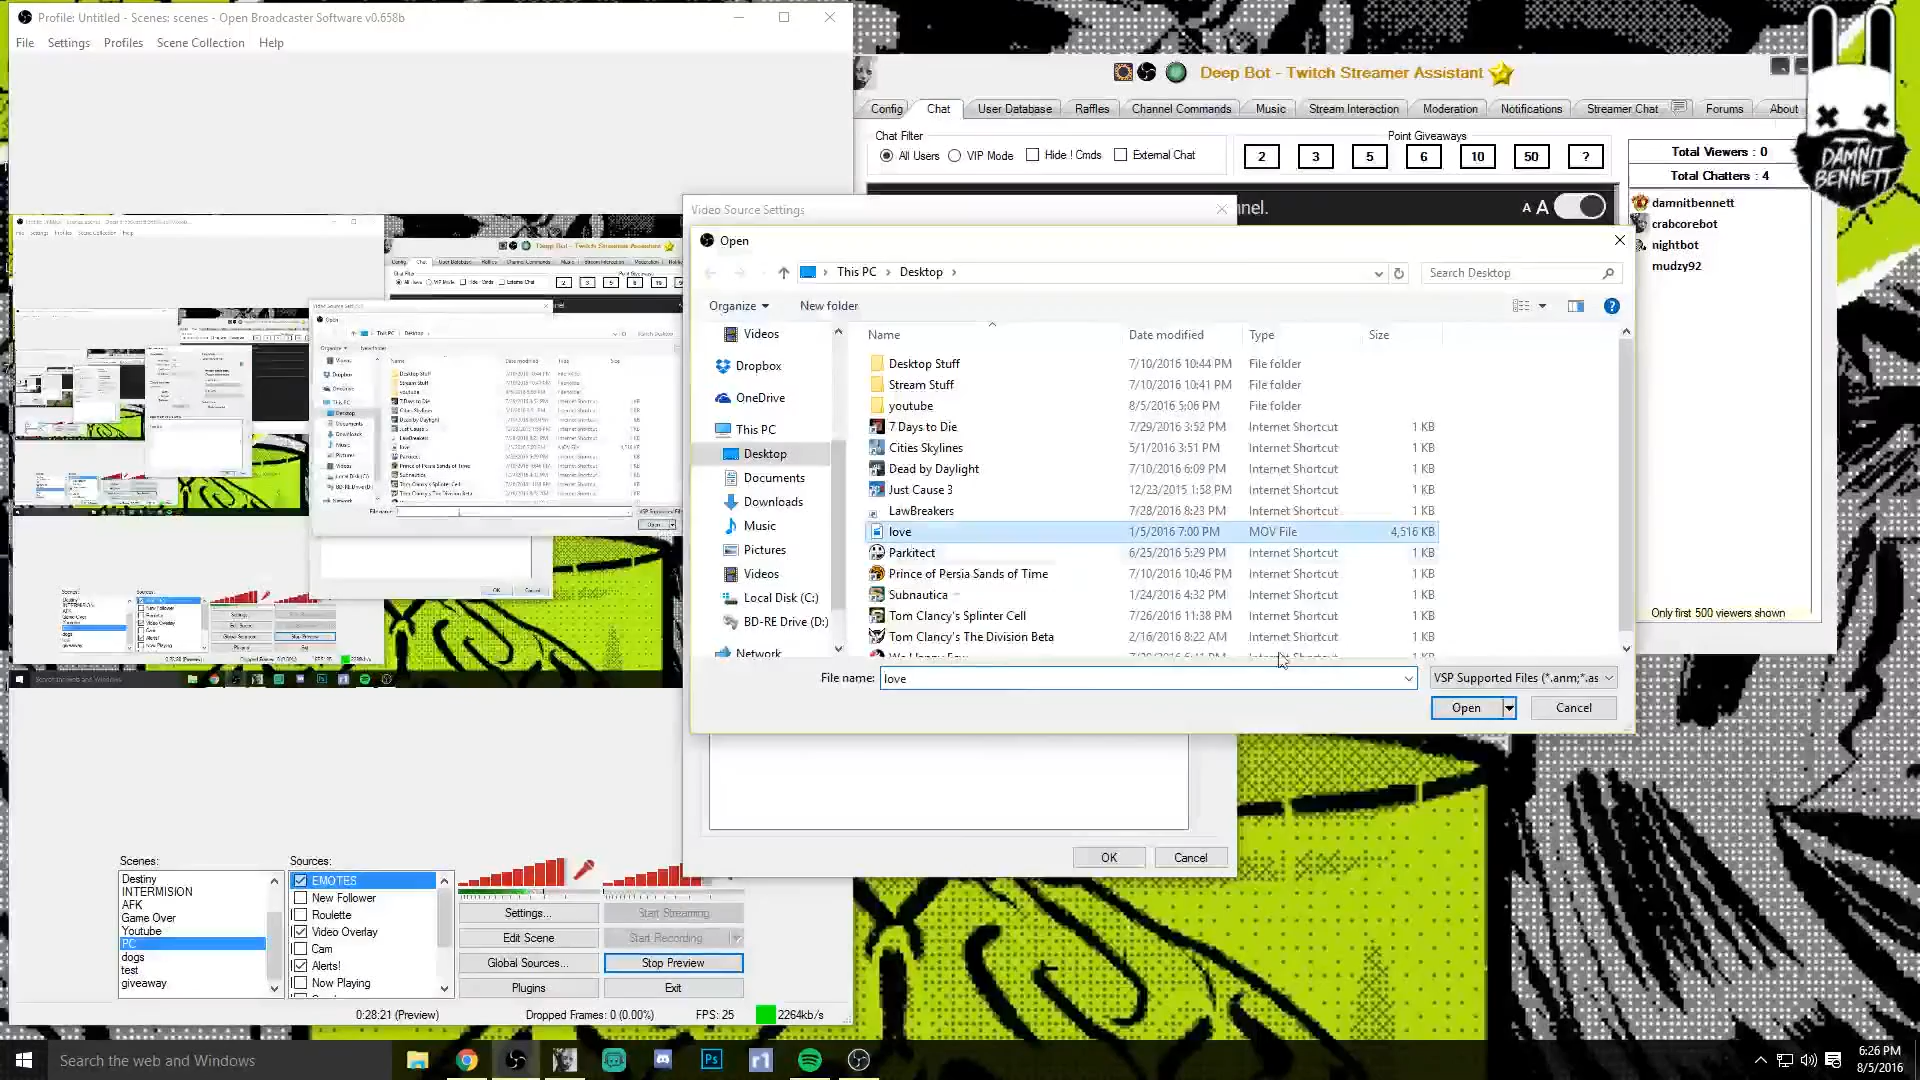 Profile: Untitled - Scenes: scenes - Open Broadcaster Software v0.658b
File Settings Profiles Scene Collection Help
Deep Bot - Twitch Streamer Assistant
Config Chat User Database Raffles Channel Commands Music Stream Interaction Moderation Notifications Streamer Chat Forums About
Chat Filter
All Users VIP Mode Hide ! Cmds External Chat
Point Giveaways
2 3 5 6 10 50 ?
Total Viewers : 0
Total Chatters : 4
damnitbennett
crabcorebot
nightbot
mudzy92
Only first 500 viewers shown
DAMNIT
BENNETT
Video Source Settings
nnel.
A A
Open
This PC Desktop
Search Desktop
Organize New folder
Videos
Dropbox
OneDrive
This PC
Desktop
Documents
Downloads
Music
Pictures
Videos
Local Disk (C:)
BD-RE Drive (D:)
Network
Name Date modified Type Size
Desktop Stuff 7/10/2016 10:44 PM File folder
Stream Stuff 7/10/2016 10:41 PM File folder
youtube 8/5/2016 5:06 PM File folder
7 Days to Die 7/29/2016 3:52 PM Internet Shortcut 1 KB
Cities Skylines 5/1/2016 3:51 PM Internet Shortcut 1 KB
Dead by Daylight 7/10/2016 6:09 PM Internet Shortcut 1 KB
Just Cause 3 12/23/2015 1:58 PM Internet Shortcut 1 KB
LawBreakers 7/28/2016 8:23 PM Internet Shortcut 1 KB
love 1/5/2016 7:00 PM MOV File 4,516 KB
Parkitect 6/25/2016 5:29 PM Internet Shortcut 1 KB
Prince of Persia Sands of Time 7/10/2016 10:46 PM Internet Shortcut 1 KB
Subnautica 1/24/2016 4:32 PM Internet Shortcut 1 KB
Tom Clancy's Splinter Cell 7/26/2016 11:38 PM Internet Shortcut 1 KB
Tom Clancy's The Division Beta 2/16/2016 8:22 AM Internet Shortcut 1 KB
File name: love
VSP Supported Files (*.anm;*.as
Open Cancel
OK Cancel
Scenes:
Destiny
INTERMISION
AFK
Game Over
Youtube
PC
dogs
test
giveaway
Sources:
EMOTES
New Follower
Roulette
Video Overlay
Cam
Alerts!
Now Playing
Settings... Start Streaming
Edit Scene Start Recording
Global Sources... Stop Preview
Plugins Exit
0:28:21 (Preview) Dropped Frames: 0 (0.00%) FPS: 25 2264kb/s
Search the web and Windows
Ps
6:26 PM
8/5/2016